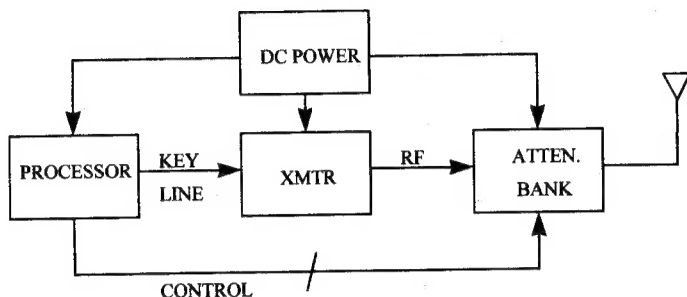 DC POWER
PROCESSOR
KEY
LINE
XMTR
RF
ATTEN.
BANK
CONTROL